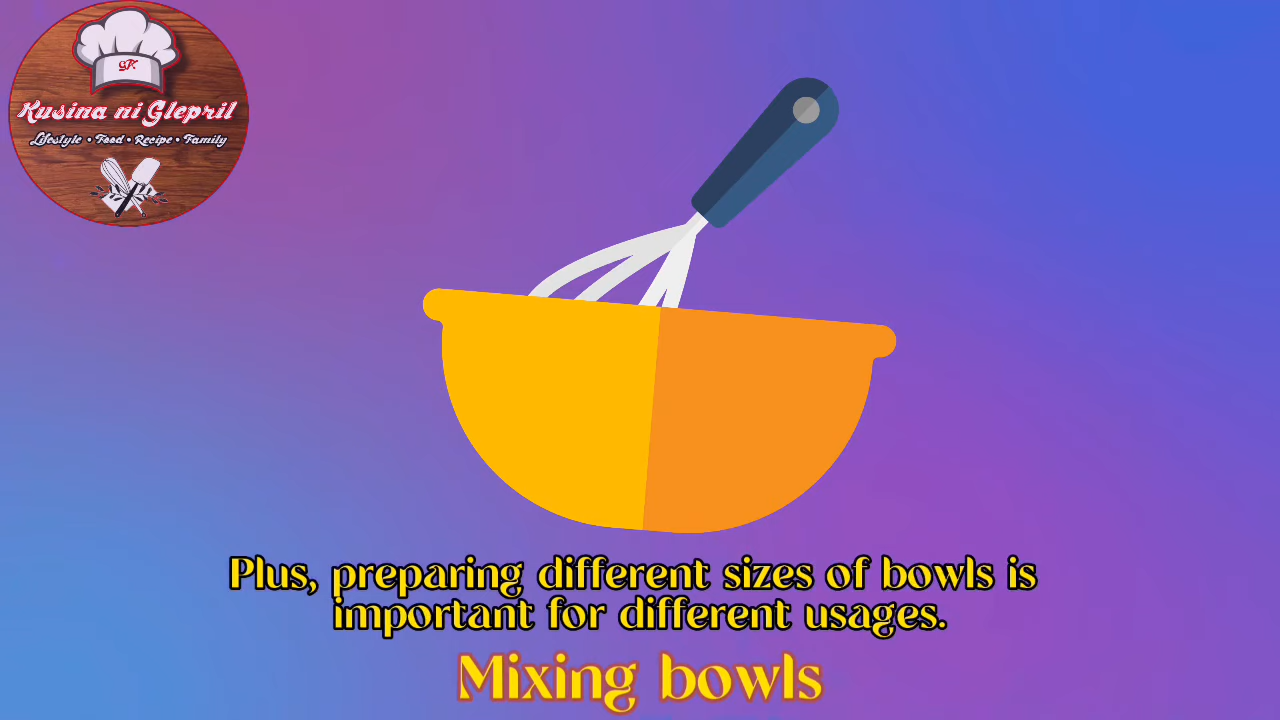 GK
Kusina ni Glepril
Lifestyle • Food • Recipe • Family
Plus, preparing different sizes of bowls is
important for different usages.
Mixing bowls